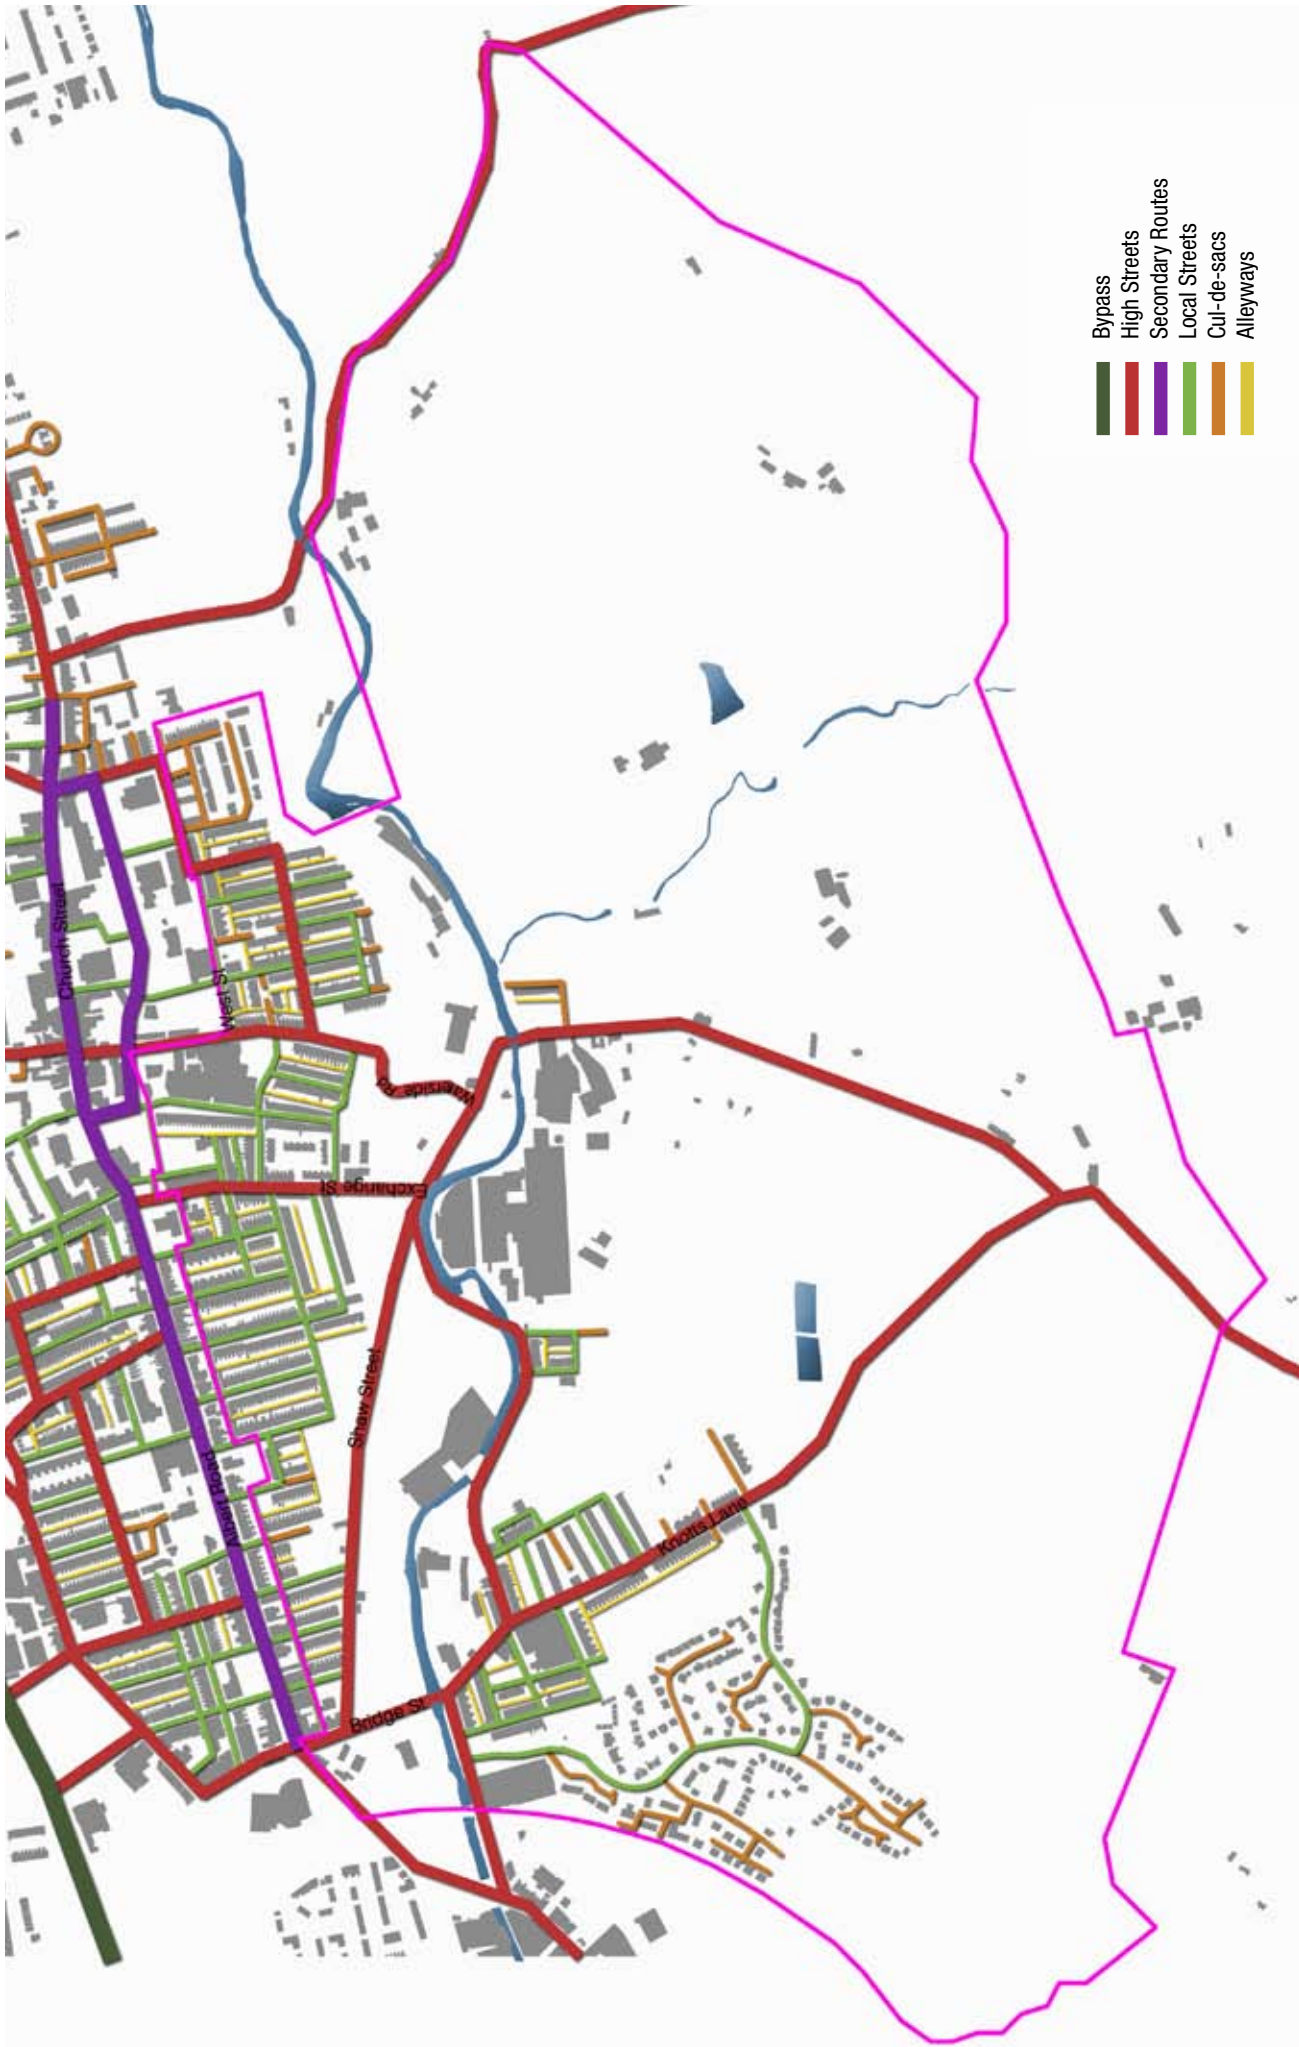 Bypass
High Streets
Secondary Routes
Local Streets
Cul-de-sacs
Alleyways
Church Street
West St
Waterside Rd
Exchange St
Shaw Street
Albert Road
Knotts Lane
Bridge St